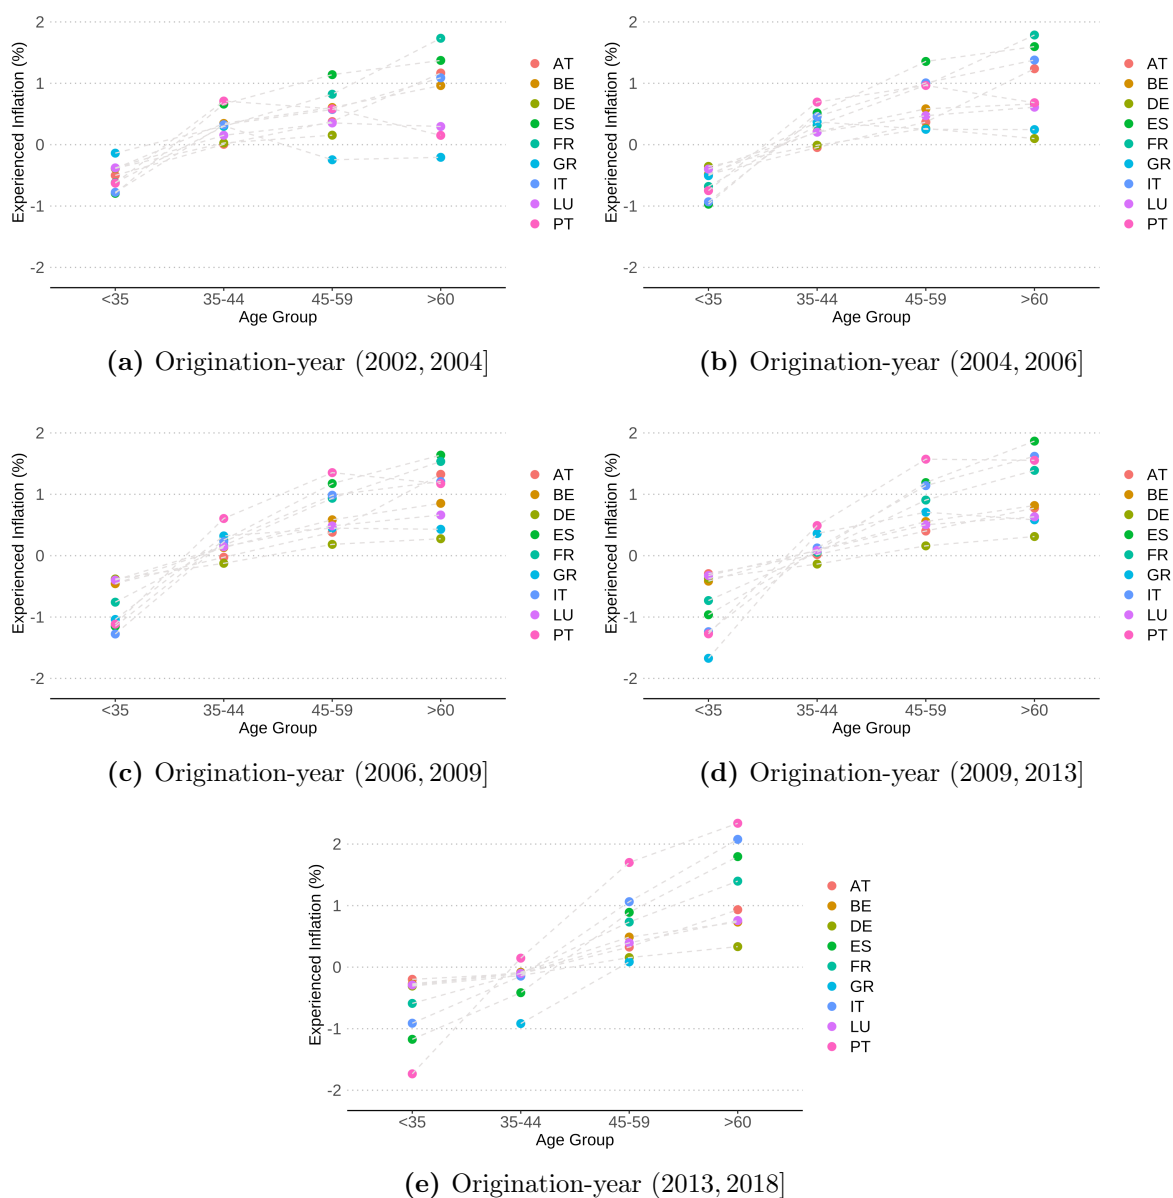 2
1
0
-1
-2
Experienced Inflation (%)
<35 35-44 45-59 >60
Age Group
AT
BE
DE
ES
FR
GR
IT
LU
PT
(a) Origination-year (2002, 2004]
2
1
0
-1
-2
Experienced Inflation (%)
<35 35-44 45-59 >60
Age Group
AT
BE
DE
ES
FR
GR
IT
LU
PT
(b) Origination-year (2004, 2006]
2
1
0
-1
-2
Experienced Inflation (%)
<35 35-44 45-59 >60
Age Group
AT
BE
DE
ES
FR
GR
IT
LU
PT
(c) Origination-year (2006, 2009]
2
1
0
-1
-2
Experienced Inflation (%)
<35 35-44 45-59 >60
Age Group
AT
BE
DE
ES
FR
GR
IT
LU
PT
(d) Origination-year (2009, 2013]
2
1
0
-1
-2
Experienced Inflation (%)
<35 35-44 45-59 >60
Age Group
AT
BE
DE
ES
FR
GR
IT
LU
PT
(e) Origination-year (2013, 2018]